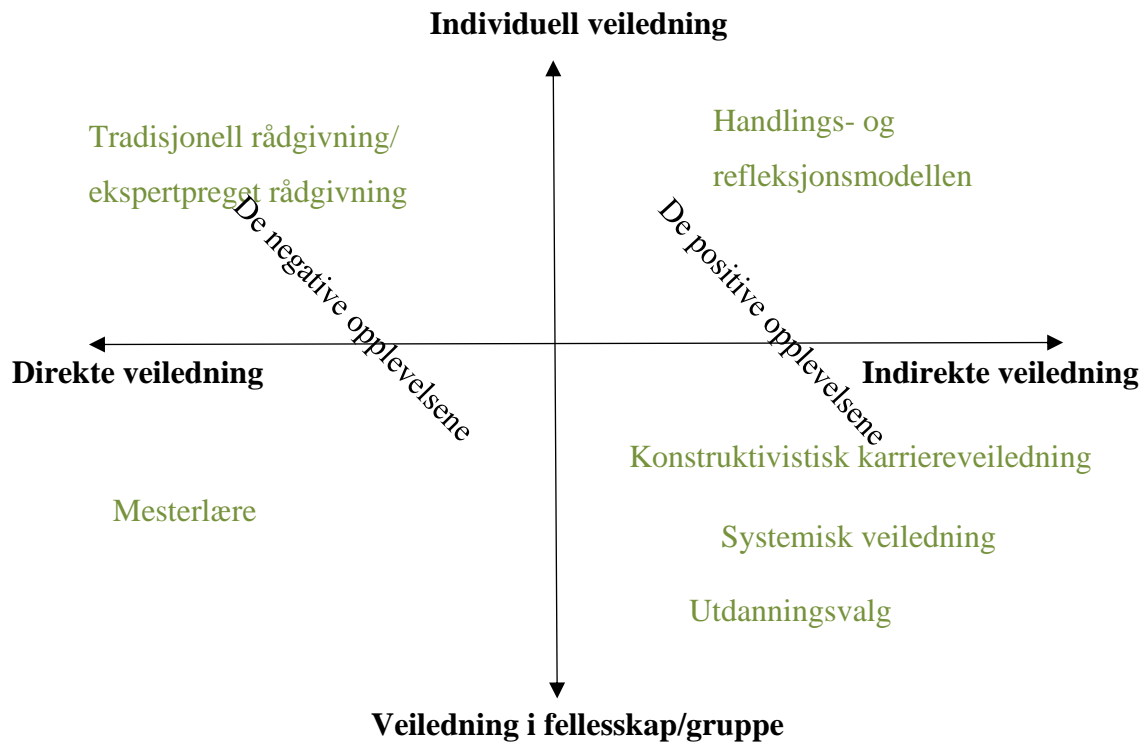 Individuell veiledning
Tradisjonell rådgivning/
ekspertpreget rådgivning
Handlings- og
refleksjonsmodellen
De negative opplevelsene
De positive opplevelsene
Direkte veiledning
Indirekte veiledning
Konstruktivistisk karriereveiledning
Mesterlære
Systemisk veiledning
Utdanningsvalg
Veiledning i fellesskap/gruppe